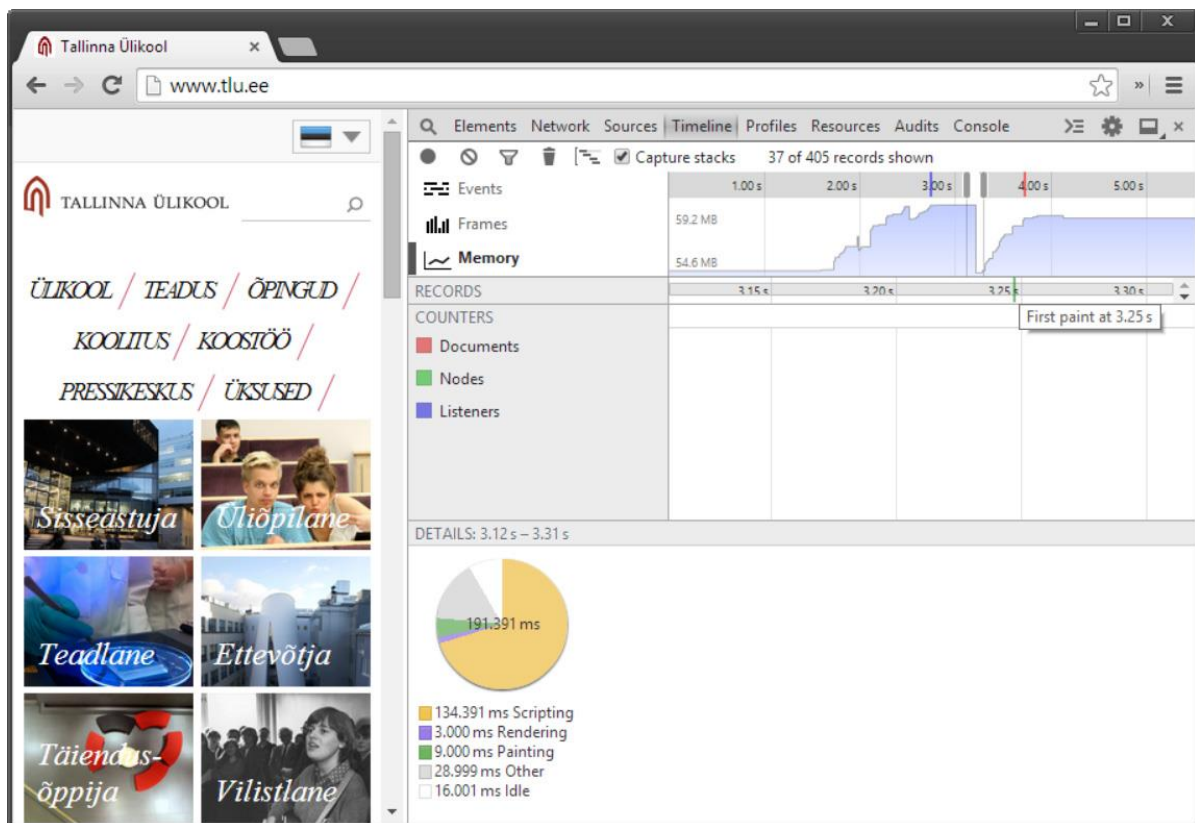 Tallinna Ülikool
www.tlu.ee
TALLINNA ÜLIKOOL
ÜLIKOOL / TEADUS / ÕPINGUD /
KOOLITUS / KOOSTÖÖ /
PRESSIKESKUS / ÜKSUSED /
Sisseastuja
Üliõpilane
Teadlane
Ettevõtja
Täiendus-
õppija
Vilistlane
Elements Network Sources Timeline Profiles Resources Audits Console
Capture stacks 37 of 405 records shown
Events
Frames
Memory
1.00 s 2.00 s 3.00 s 4.00 s 5.00 s
59.2 MB
54.6 MB
RECORDS
3.15 s 3.20 s 3.25 s 3.30 s
First paint at 3.25 s
COUNTERS
Documents
Nodes
Listeners
DETAILS: 3.12 s – 3.31 s
191.391 ms
134.391 ms Scripting
3.000 ms Rendering
9.000 ms Painting
28.999 ms Other
16.001 ms Idle